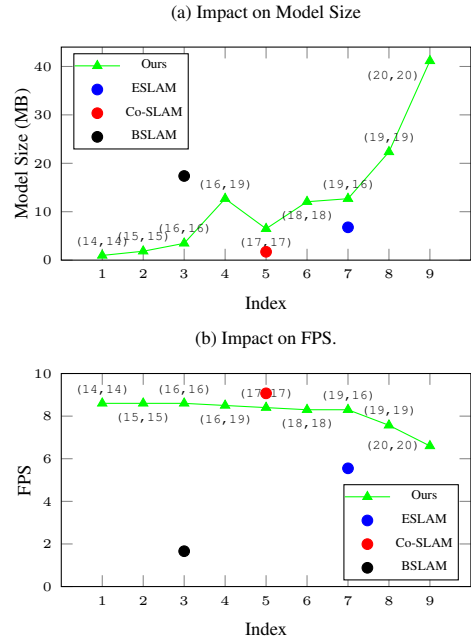 (a) Impact on Model Size
Model Size (MB)
40
30
20
10
0
Ours
ESLAM
Co-SLAM
BSLAM
(14,14)
(15,15)
(16,16)
(16,19)
(17,17)
(18,18)
(19,16)
(19,19)
(20,20)
1 2 3 4 5 6 7 8 9
Index
(b) Impact on FPS.
FPS
10
8
6
4
2
0
(14,14)
(15,15)
(16,16)
(16,19)
(17,17)
(18,18)
(19,16)
(19,19)
(20,20)
Ours
ESLAM
Co-SLAM
BSLAM
1 2 3 4 5 6 7 8 9
Index